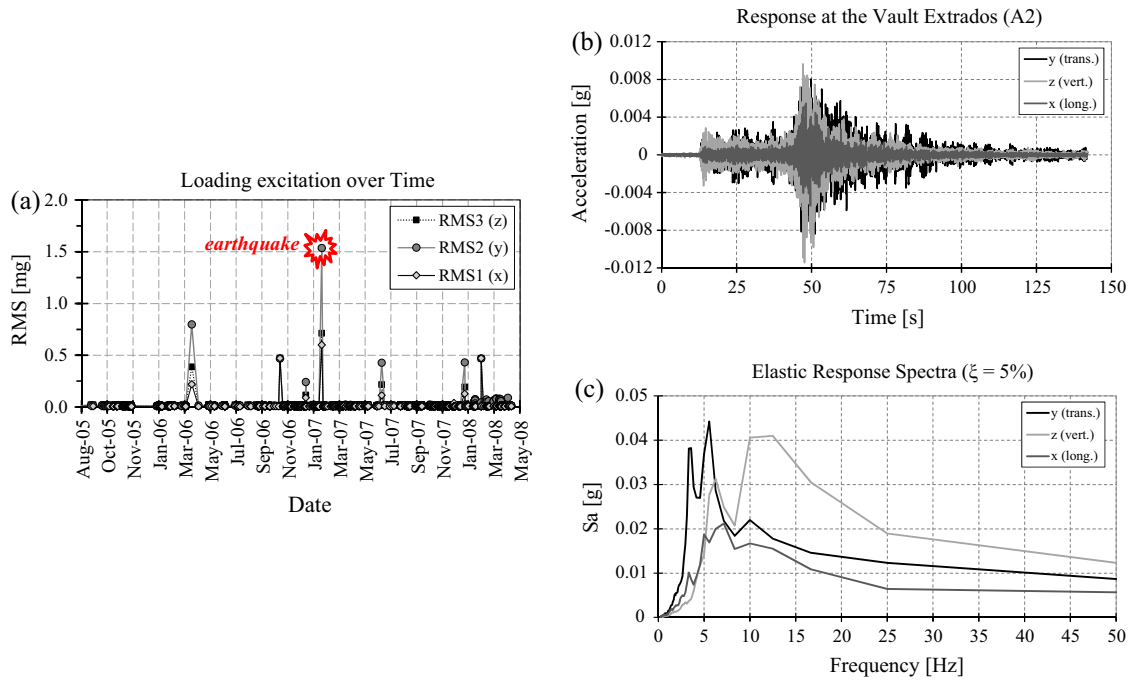 (a)
Loading excitation over Time
RMS [mg]
2.0
1.5
1.0
0.5
0.0
earthquake
RMS3 (z)
RMS2 (y)
RMS1 (x)
Aug-05
Oct-05
Nov-05
Jan-06
Mar-06
May-06
Jul-06
Sep-06
Nov-06
Jan-07
Mar-07
May-07
Jul-07
Sep-07
Nov-07
Jan-08
Mar-08
May-08
Date
(b)
Response at the Vault Extrados (A2)
Acceleration [g]
0.012
0.008
0.004
0
-0.004
-0.008
-0.012
y (trans.)
z (vert.)
x (long.)
0 25 50 75 100 125 150
Time [s]
(c)
Elastic Response Spectra (ξ = 5%)
Sa [g]
0.05
0.04
0.03
0.02
0.01
0
y (trans.)
z (vert.)
x (long.)
0 5 10 15 20 25 30 35 40 45 50
Frequency [Hz]